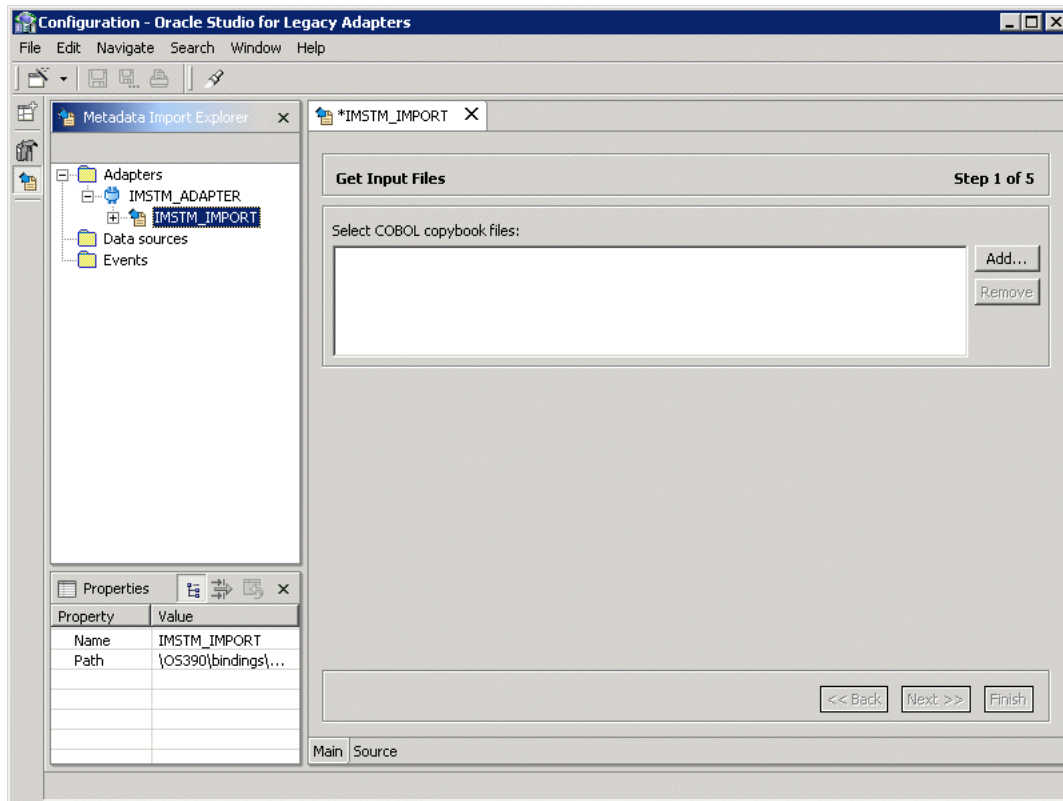 Configuration - Oracle Studio for Legacy Adapters
File Edit Navigate Search Window Help
Metadata Import Explorer
*IMSTM_IMPORT
Adapters
IMSTM_ADAPTER
IMSTM_IMPORT
Data sources
Events
Get Input Files Step 1 of 5
Select COBOL copybook files:
Add...
Remove
Properties
Property Value
Name IMSTM_IMPORT
Path \OS390\bindings\...
<< Back Next >> Finish
Main Source